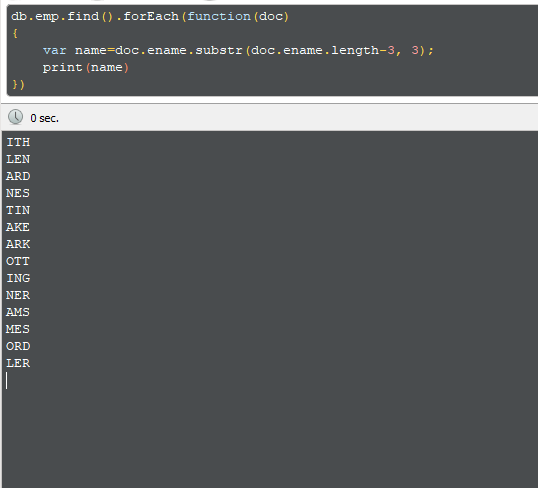 db.emp.find().forEach(function(doc)
{
    var name=doc.ename.substr(doc.ename.length-3, 3);
    print(name)
})
0 sec.
ITH
LEN
ARD
NES
TIN
AKE
ARK
OTT
ING
NER
AMS
MES
ORD
LER